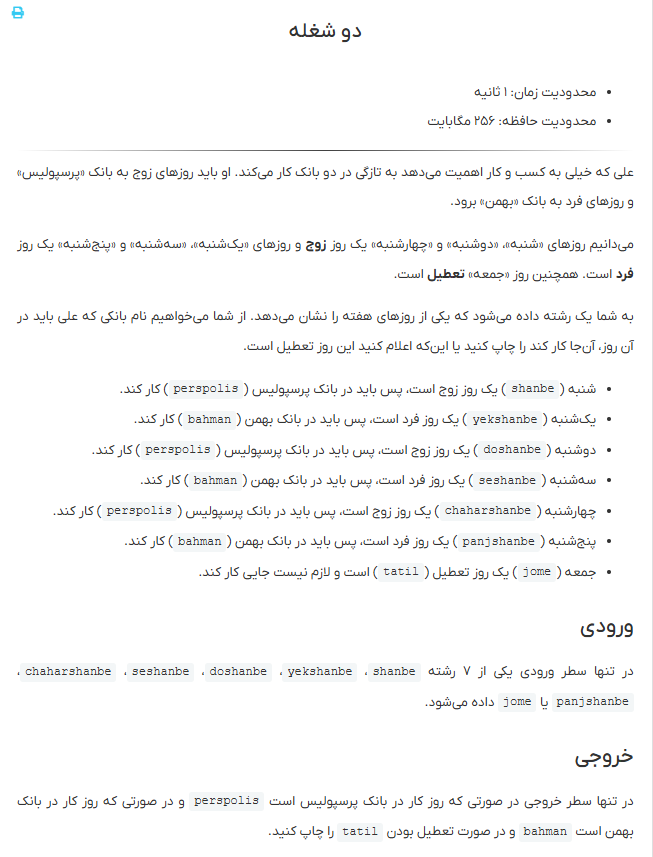 دو شغله
محدودیت زمان: ۱ ثانیه
محدودیت حافظه: ۲۵۶ مگابایت
علی که خیلی به کسب و کار اهمیت می‌دهد به تازگی در دو بانک کار می‌کند. او باید روزهای زوج به بانک «پرسپولیس»
و روزهای فرد به بانک «بهمن» برود.
می‌دانیم روزهای «شنبه»، «دوشنبه» و «چهارشنبه» یک روز زوج و روزهای «یک‌شنبه»، «سه‌شنبه» و «پنج‌شنبه» یک روز
فرد است. همچنین روز «جمعه» تعطیل است.
به شما یک رشته داده می‌شود که یکی از روزهای هفته را نشان می‌دهد. از شما می‌خواهیم نام بانکی که علی باید در
آن روز، آن‌جا کار کند را چاپ کنید یا این‌که اعلام کنید این روز تعطیل است.
شنبه ( shanbe ) یک روز زوج است، پس باید در بانک پرسپولیس ( perspolis ) کار کند.
یک‌شنبه ( yekshanbe ) یک روز فرد است، پس باید در بانک بهمن ( bahman ) کار کند.
دوشنبه ( doshanbe ) یک روز زوج است، پس باید در بانک پرسپولیس ( perspolis ) کار کند.
سه‌شنبه ( seshanbe ) یک روز فرد است، پس باید در بانک بهمن ( bahman ) کار کند.
چهارشنبه ( chaharshanbe ) یک روز زوج است، پس باید در بانک پرسپولیس ( perspolis ) کار کند.
پنج‌شنبه ( panjshanbe ) یک روز فرد است، پس باید در بانک بهمن ( bahman ) کار کند.
جمعه ( jome ) یک روز تعطیل ( tatil ) است و لازم نیست جایی کار کند.
ورودی
در تنها سطر ورودی یکی از ۷ رشته shanbe ، yekshanbe ، doshanbe ، seshanbe ، chaharshanbe ،
panjshanbe یا jome داده می‌شود.
خروجی
در تنها سطر خروجی در صورتی که روز کار در بانک پرسپولیس است perspolis و در صورتی که روز کار در بانک
بهمن است bahman و در صورت تعطیل بودن tatil را چاپ کنید.